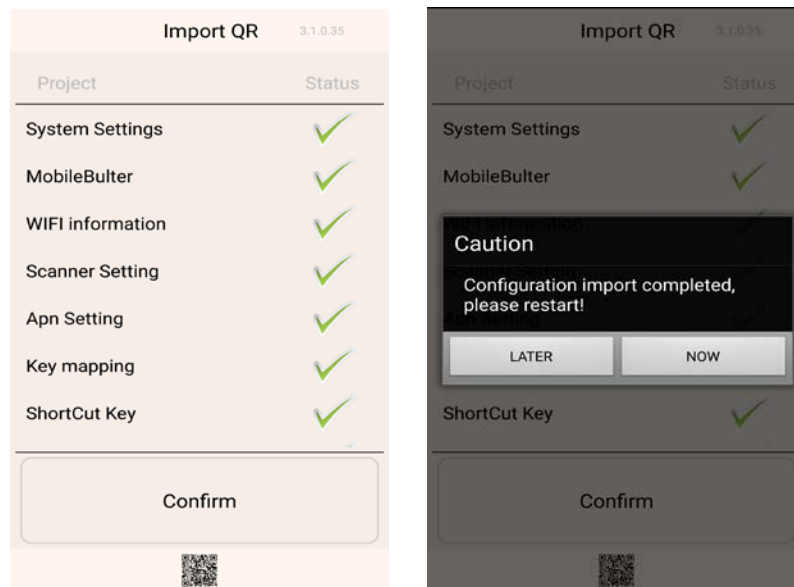 Import QR 3.1.0.35
Project Status
System Settings
MobileBulter
WIFI information
Scanner Setting
Apn Setting
Key mapping
ShortCut Key
Confirm
Import QR 3.1.0.35
Project Status
System Settings
MobileBulter
WIFI information
Caution
Configuration import completed,
please restart!
LATER NOW
ShortCut Key
Confirm